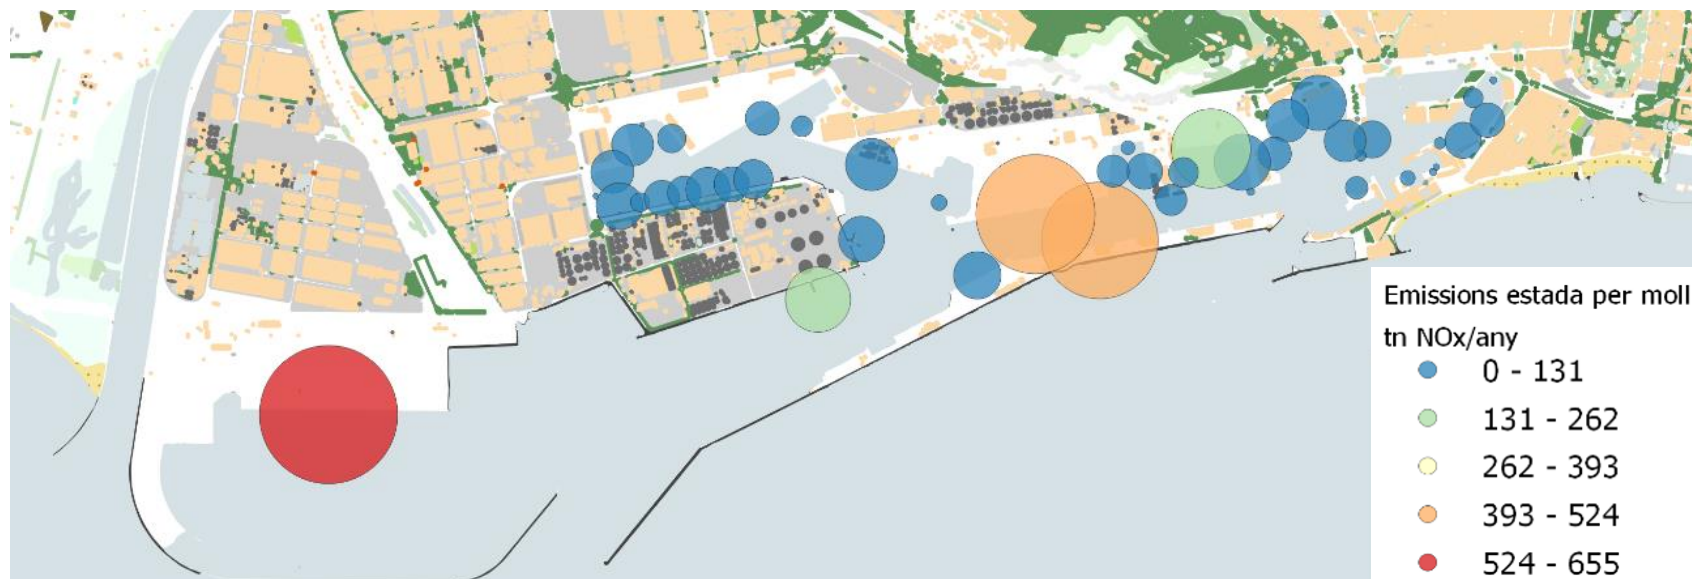 Emissions estada per moll
tn NOx/any
0 - 131
131 - 262
262 - 393
393 - 524
524 - 655